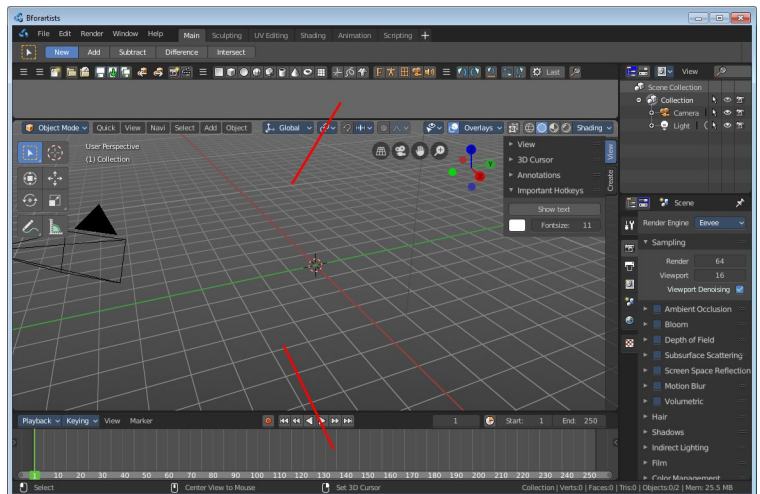 Bforartists
File Edit Render Window Help Main Sculpting UV Editing Shading Animation Scripting
New Add Subtract Difference Intersect
Last View
Scene Collection
Collection
Camera
Light
Object Mode Quick View Navi Select Add Object Global Overlays Shading
User Perspective
(1) Collection
View
3D Cursor
Annotations
Important Hotkeys
Show text
Fontsize: 11
View
Create
X
Y
Scene
Render Engine Eevee
Sampling
Render 64
Viewport 16
Viewport Denoising
Ambient Occlusion
Bloom
Depth of Field
Subsurface Scattering
Screen Space Reflection
Motion Blur
Volumetric
Hair
Shadows
Indirect Lighting
Film
Color Management
Playback Keying View Marker 1 Start: 1 End: 250
1 10 20 30 40 50 60 70 80 90 100 110 120 130 140 150 160 170 180 190 200 210 220 230 240 250
Select Center View to Mouse Set 3D Cursor Collection | Verts:0 | Faces:0 | Tris:0 | Objects:0/2 | Mem: 25.5 MB